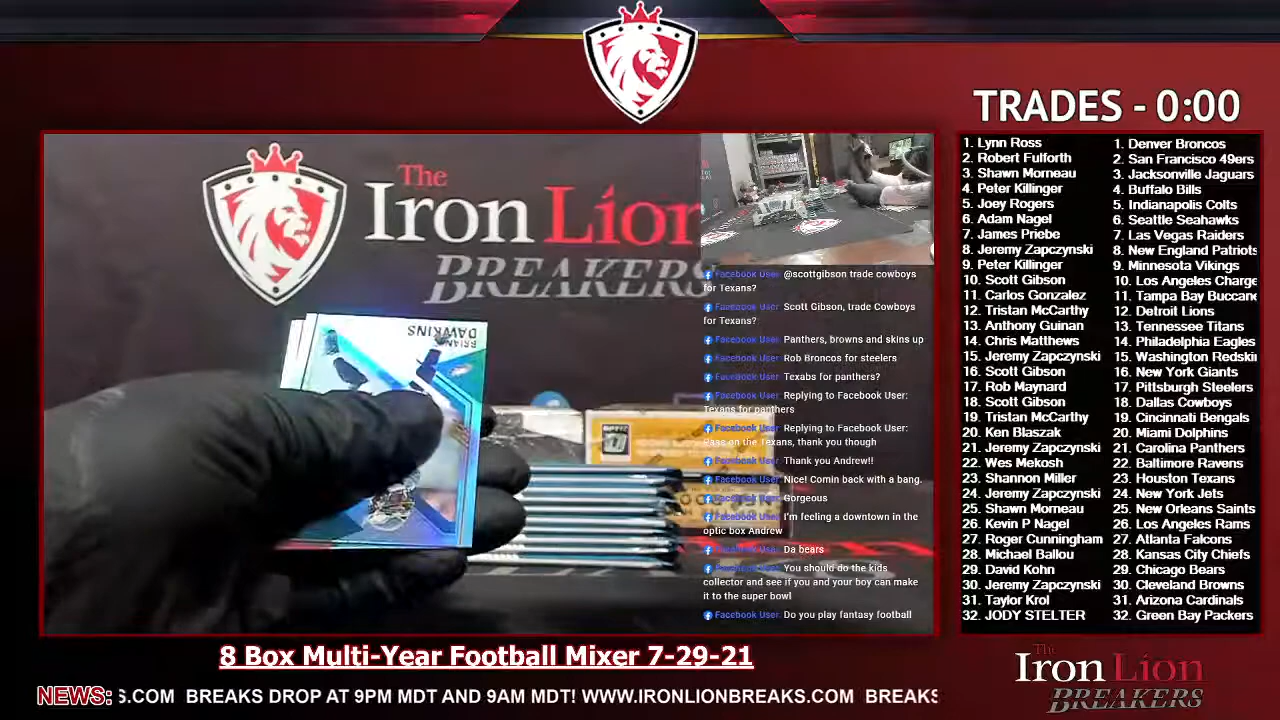 TRADES - 0:00
The
Iron Lion
BREAKERS
BRIAN
DAWKINS
OPTIC
Facebook User: @scottgibson trade cowboys
for Texans?
Facebook User: Scott Gibson, trade Cowboys
for Texans?
Facebook User: Panthers, browns and skins up
Facebook User: Rob Broncos for steelers
Facebook User: Texabs for panthers?
Facebook User: Replying to Facebook User:
Texans for panthers
Facebook User: Replying to Facebook User:
Pass on the Texans, thank you though
Facebook User: Thank you Andrew!!
Facebook User: Nice! Comin back with a bang.
Facebook User: Gorgeous
Facebook User: I'm feeling a downtown in the
optic box Andrew
Facebook User: Da bears
Facebook User: You should do the kids
collector and see if you and your boy can make
it to the super bowl
Facebook User: Do you play fantasy football
1. Lynn Ross 1. Denver Broncos
2. Robert Fulforth 2. San Francisco 49ers
3. Shawn Morneau 3. Jacksonville Jaguars
4. Peter Killinger 4. Buffalo Bills
5. Joey Rogers 5. Indianapolis Colts
6. Adam Nagel 6. Seattle Seahawks
7. James Priebe 7. Las Vegas Raiders
8. Jeremy Zapczynski 8. New England Patriots
9. Peter Killinger 9. Minnesota Vikings
10. Scott Gibson 10. Los Angeles Charge
11. Carlos Gonzalez 11. Tampa Bay Buccane
12. Tristan McCarthy 12. Detroit Lions
13. Anthony Guinan 13. Tennessee Titans
14. Chris Matthews 14. Philadelphia Eagles
15. Jeremy Zapczynski 15. Washington Redski
16. Scott Gibson 16. New York Giants
17. Rob Maynard 17. Pittsburgh Steelers
18. Scott Gibson 18. Dallas Cowboys
19. Tristan McCarthy 19. Cincinnati Bengals
20. Ken Blaszak 20. Miami Dolphins
21. Jeremy Zapczynski 21. Carolina Panthers
22. Wes Mekosh 22. Baltimore Ravens
23. Shannon Miller 23. Houston Texans
24. Jeremy Zapczynski 24. New York Jets
25. Shawn Morneau 25. New Orleans Saints
26. Kevin P Nagel 26. Los Angeles Rams
27. Roger Cunningham 27. Atlanta Falcons
28. Michael Ballou 28. Kansas City Chiefs
29. David Kohn 29. Chicago Bears
30. Jeremy Zapczynski 30. Cleveland Browns
31. Taylor Krol 31. Arizona Cardinals
32. JODY STELTER 32. Green Bay Packers
8 Box Multi-Year Football Mixer 7-29-21
The
Iron Lion
BREAKERS
NEWS: S.COM BREAKS DROP AT 9PM MDT AND 9AM MDT! WWW.IRONLIONBREAKS.COM BREAKS